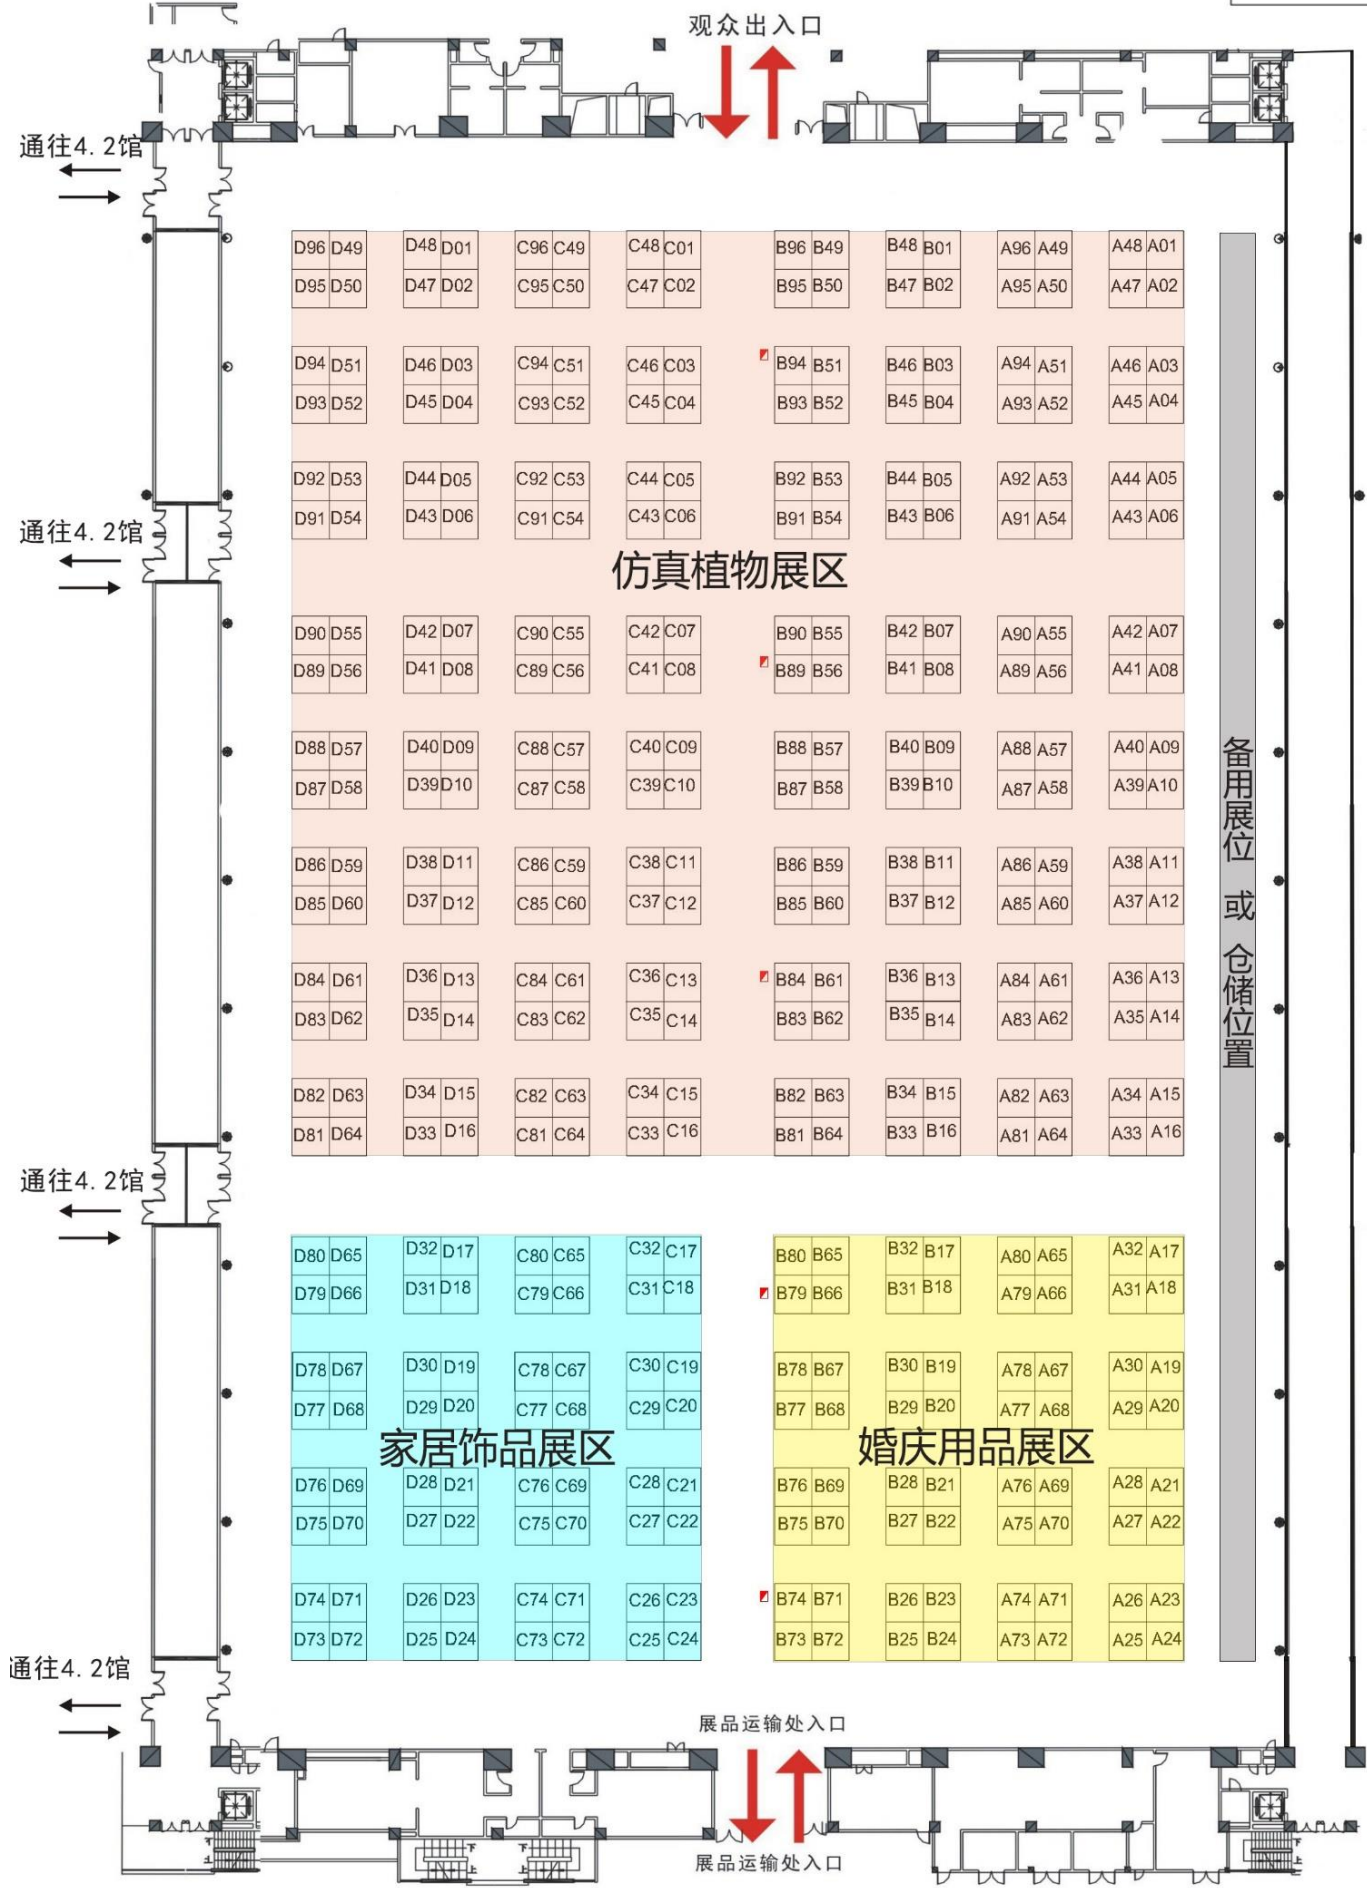 观众出入口
通往4.2馆
D96 D49 D48 D01 C96 C49 C48 C01 B96 B49 B48 B01 A96 A49 A48 A01
D95 D50 D47 D02 C95 C50 C47 C02 B95 B50 B47 B02 A95 A50 A47 A02
D94 D51 D46 D03 C94 C51 C46 C03 B94 B51 B46 B03 A94 A51 A46 A03
D93 D52 D45 D04 C93 C52 C45 C04 B93 B52 B45 B04 A93 A52 A45 A04
D92 D53 D44 D05 C92 C53 C44 C05 B92 B53 B44 B05 A92 A53 A44 A05
D91 D54 D43 D06 C91 C54 C43 C06 B91 B54 B43 B06 A91 A54 A43 A06
通往4.2馆
仿真植物展区
D90 D55 D42 D07 C90 C55 C42 C07 B90 B55 B42 B07 A90 A55 A42 A07
D89 D56 D41 D08 C89 C56 C41 C08 B89 B56 B41 B08 A89 A56 A41 A08
D88 D57 D40 D09 C88 C57 C40 C09 B88 B57 B40 B09 A88 A57 A40 A09
D87 D58 D39 D10 C87 C58 C39 C10 B87 B58 B39 B10 A87 A58 A39 A10
D86 D59 D38 D11 C86 C59 C38 C11 B86 B59 B38 B11 A86 A59 A38 A11
D85 D60 D37 D12 C85 C60 C37 C12 B85 B60 B37 B12 A85 A60 A37 A12
D84 D61 D36 D13 C84 C61 C36 C13 B84 B61 B36 B13 A84 A61 A36 A13
D83 D62 D35 D14 C83 C62 C35 C14 B83 B62 B35 B14 A83 A62 A35 A14
D82 D63 D34 D15 C82 C63 C34 C15 B82 B63 B34 B15 A82 A63 A34 A15
D81 D64 D33 D16 C81 C64 C33 C16 B81 B64 B33 B16 A81 A64 A33 A16
备用展位 或 仓储位置
通往4.2馆
D80 D65 D32 D17 C80 C65 C32 C17 B80 B65 B32 B17 A80 A65 A32 A17
D79 D66 D31 D18 C79 C66 C31 C18 B79 B66 B31 B18 A79 A66 A31 A18
D78 D67 D30 D19 C78 C67 C30 C19 B78 B67 B30 B19 A78 A67 A30 A19
D77 D68 D29 D20 C77 C68 C29 C20 B77 B68 B29 B20 A77 A68 A29 A20
家居饰品展区 婚庆用品展区
D76 D69 D28 D21 C76 C69 C28 C21 B76 B69 B28 B21 A76 A69 A28 A21
D75 D70 D27 D22 C75 C70 C27 C22 B75 B70 B27 B22 A75 A70 A27 A22
D74 D71 D26 D23 C74 C71 C26 C23 B74 B71 B26 B23 A74 A71 A26 A23
D73 D72 D25 D24 C73 C72 C25 C24 B73 B72 B25 B24 A73 A72 A25 A24
通往4.2馆
展品运输处入口
下 下 下 下
上 上 上 上
展品运输处入口